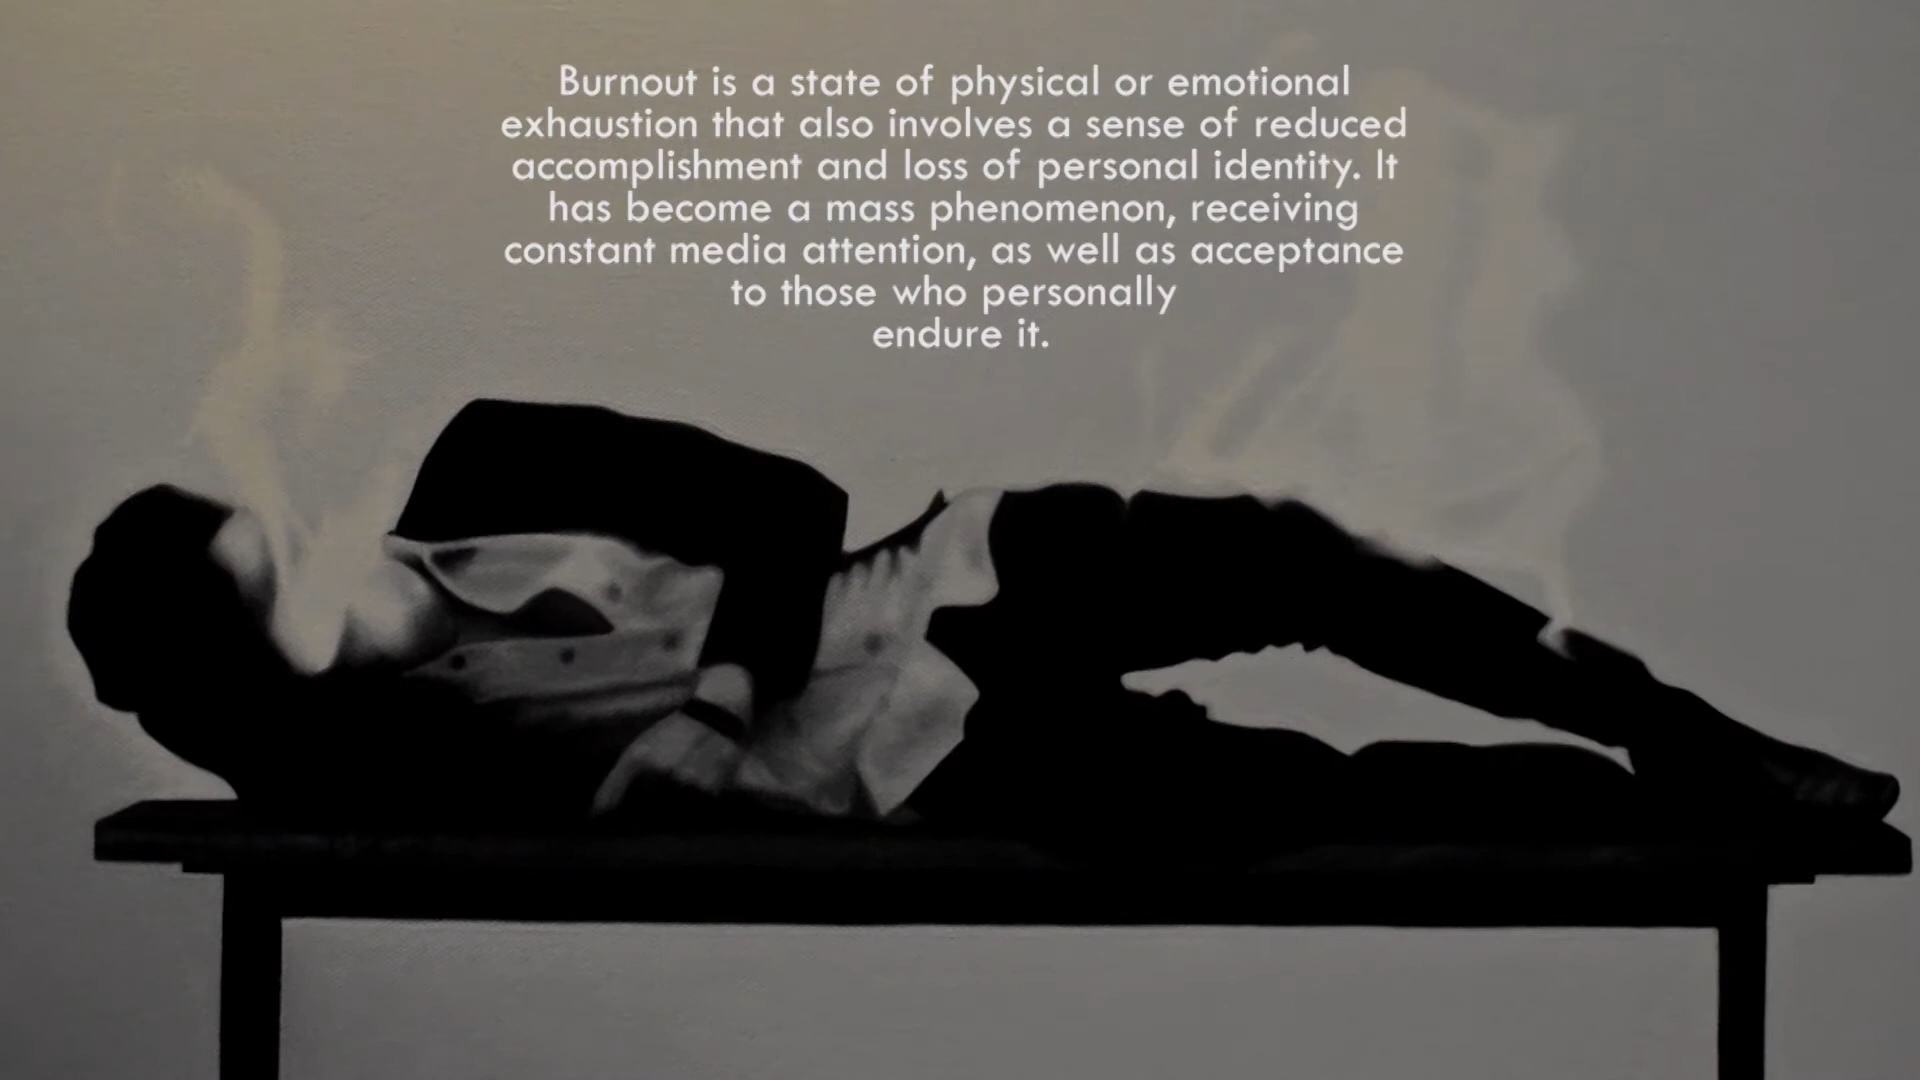 Burnout is a state of physical or emotional
exhaustion that also involves a sense of reduced
accomplishment and loss of personal identity. It
has become a mass phenomenon, receiving
constant media attention, as well as acceptance
to those who personally
endure it.